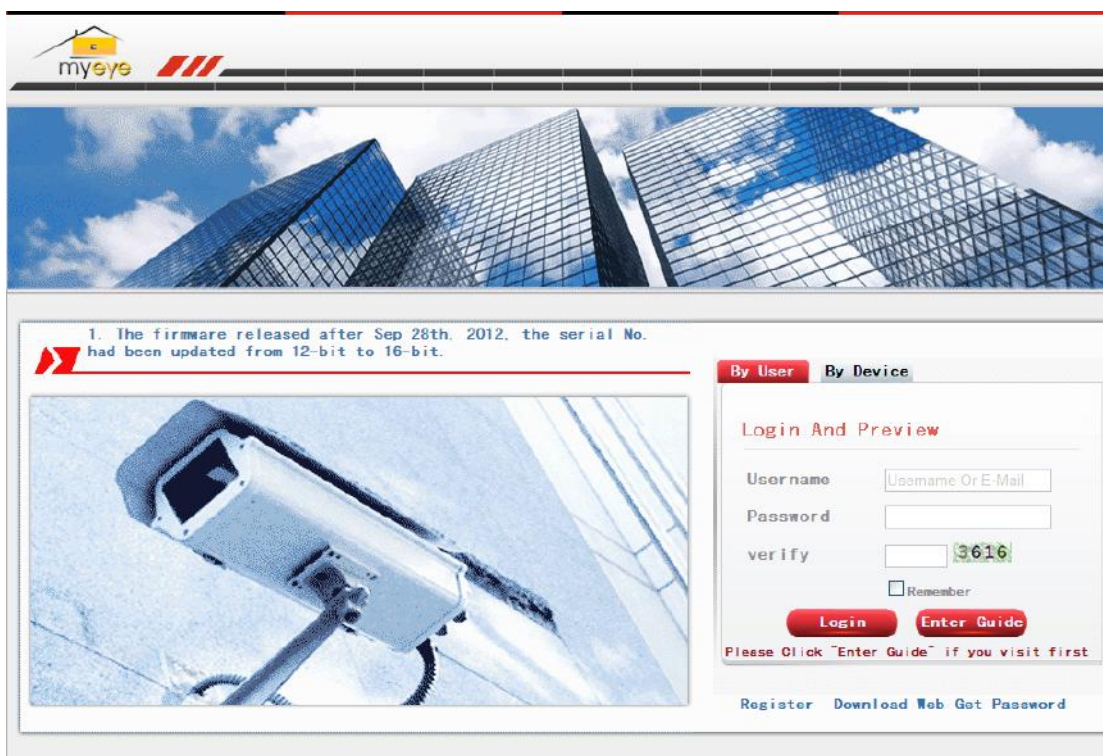 myeye
1. The firmware released after Sep 28th, 2012, the serial No.
had been updated from 12-bit to 16-bit.
By User By Device
Login And Preview
Username Username Or E-Mail
Password
verify 3616
Remember
Login Enter Guide
Please Click "Enter Guide" if you visit first
Register Download Web Get Password